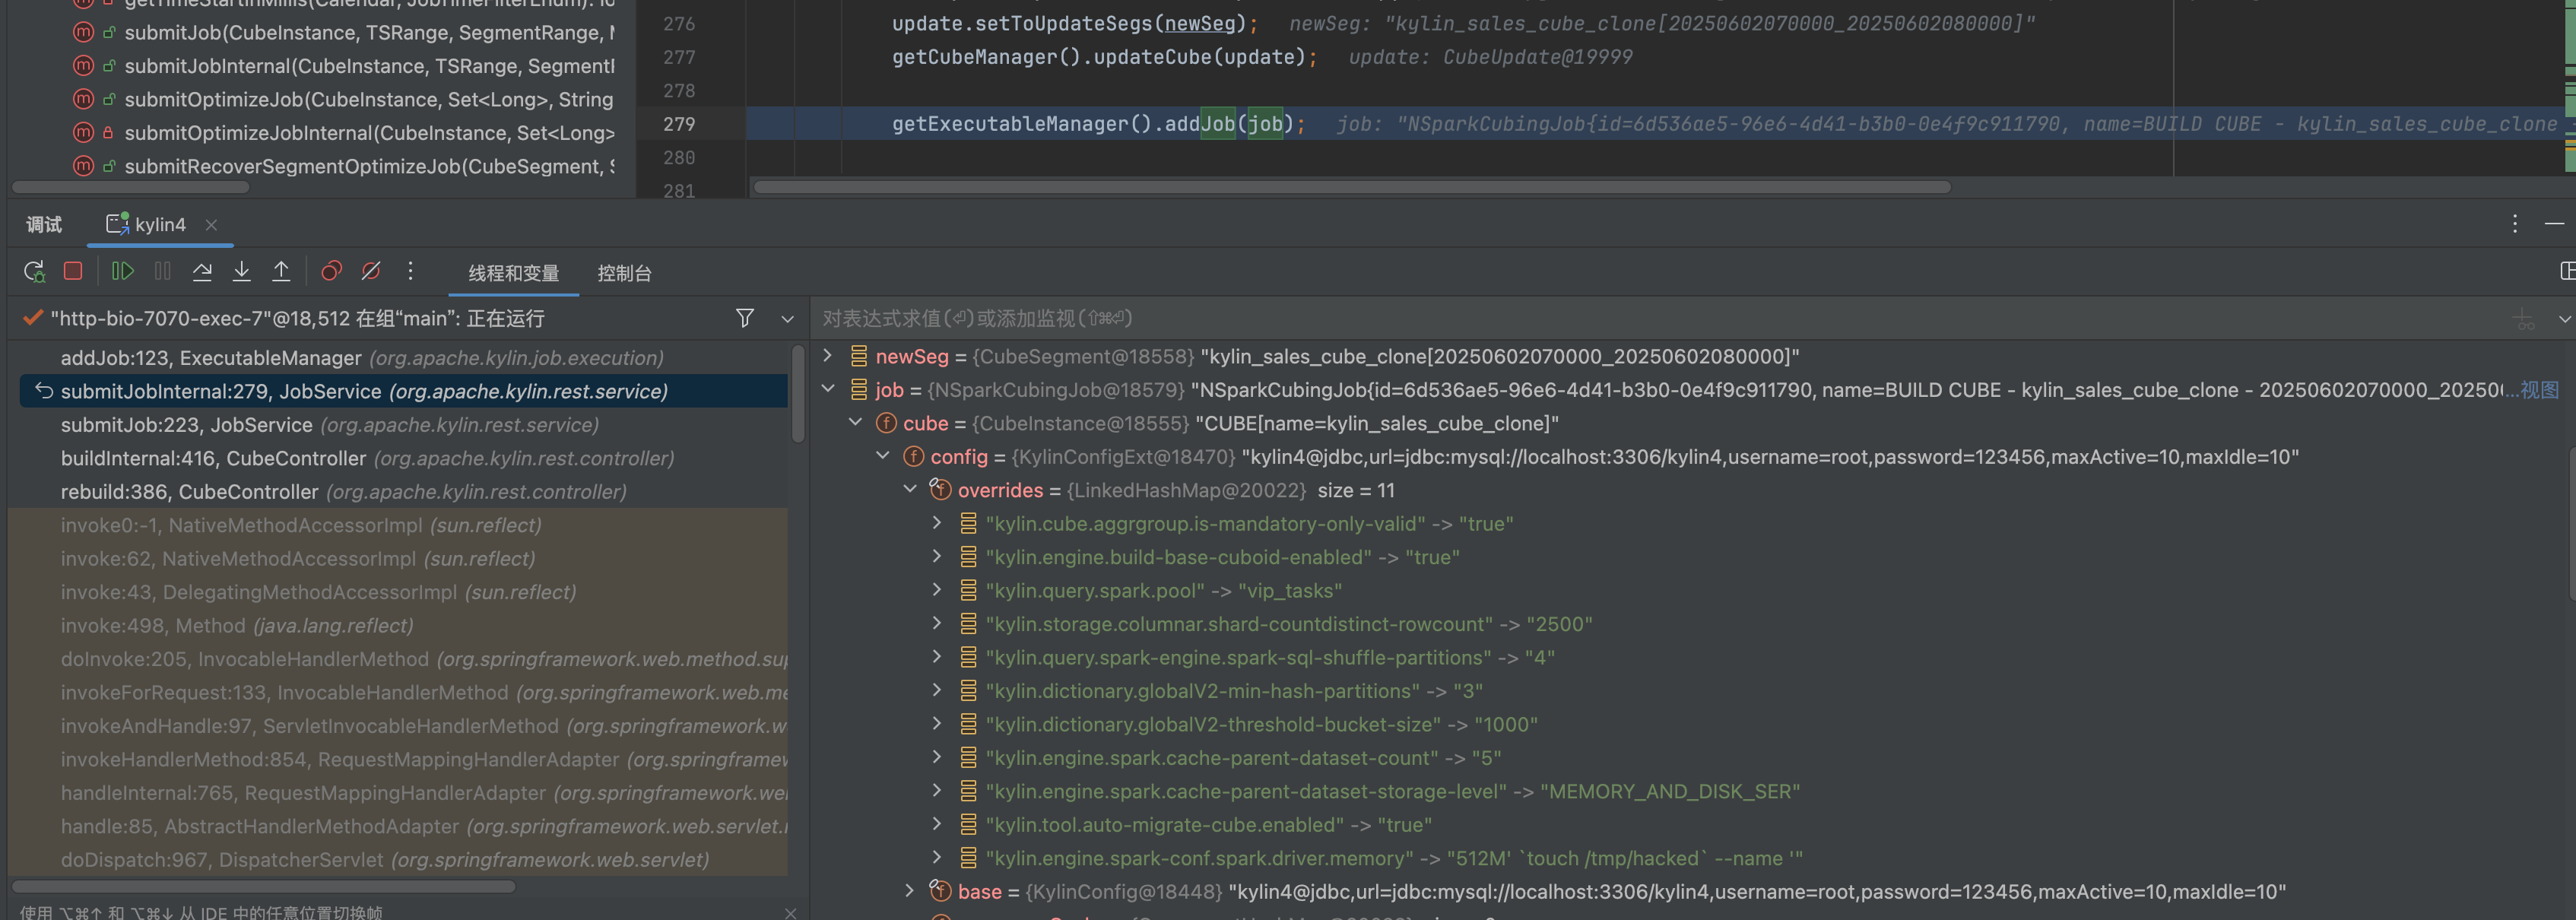 getTimeStartInMillis(Calendar, JobTimeFilterEnum): lo
submitJob(CubeInstance, TSRange, SegmentRange, M
submitJobInternal(CubeInstance, TSRange, SegmentF
submitOptimizeJob(CubeInstance, Set<Long>, String
submitOptimizeJobInternal(CubeInstance, Set<Long>
submitRecoverSegmentOptimizeJob(CubeSegment, S
276 update.setToUpdateSegs(newSeg); newSeg: "kylin_sales_cube_clone[20250602070000_20250602080000]"
277 getCubeManager().updateCube(update); update: CubeUpdate@19999
278
279 getExecutableManager().addJob(job); job: "NSparkCubingJob{id=6d536ae5-96e6-4d41-b3b0-0e4f9c911790, name=BUILD CUBE - kylin_sales_cube_clone -
280
281
调试 kylin4
线程和变量 控制台
"http-bio-7070-exec-7"@18,512 在组“main”: 正在运行
addJob:123, ExecutableManager (org.apache.kylin.job.execution)
submitJobInternal:279, JobService (org.apache.kylin.rest.service)
submitJob:223, JobService (org.apache.kylin.rest.service)
buildInternal:416, CubeController (org.apache.kylin.rest.controller)
rebuild:386, CubeController (org.apache.kylin.rest.controller)
invoke0:-1, NativeMethodAccessorImpl (sun.reflect)
invoke:62, NativeMethodAccessorImpl (sun.reflect)
invoke:43, DelegatingMethodAccessorImpl (sun.reflect)
invoke:498, Method (java.lang.reflect)
doInvoke:205, InvocableHandlerMethod (org.springframework.web.method.sup
invokeForRequest:133, InvocableHandlerMethod (org.springframework.web.me
invokeAndHandle:97, ServletInvocableHandlerMethod (org.springframework.w
invokeHandlerMethod:854, RequestMappingHandlerAdapter (org.springframew
handleInternal:765, RequestMappingHandlerAdapter (org.springframework.we
handle:85, AbstractHandlerMethodAdapter (org.springframework.web.servlet.r
doDispatch:967, DispatcherServlet (org.springframework.web.servlet)
使用 ⌥⌘↑ 和 ⌥⌘↓ 从 IDE 中的任意位置切换帧
对表达式求值(⏎)或添加监视(⇧⌘⏎)
newSeg = {CubeSegment@18558} "kylin_sales_cube_clone[20250602070000_20250602080000]"
job = {NSparkCubingJob@18579} "NSparkCubingJob{id=6d536ae5-96e6-4d41-b3b0-0e4f9c911790, name=BUILD CUBE - kylin_sales_cube_clone - 20250602070000_20250(…视图
cube = {CubeInstance@18555} "CUBE[name=kylin_sales_cube_clone]"
config = {KylinConfigExt@18470} "kylin4@jdbc,url=jdbc:mysql://localhost:3306/kylin4,username=root,password=123456,maxActive=10,maxIdle=10"
overrides = {LinkedHashMap@20022} size = 11
"kylin.cube.aggrgroup.is-mandatory-only-valid" -> "true"
"kylin.engine.build-base-cuboid-enabled" -> "true"
"kylin.query.spark.pool" -> "vip_tasks"
"kylin.storage.columnar.shard-countdistinct-rowcount" -> "2500"
"kylin.query.spark-engine.spark-sql-shuffle-partitions" -> "4"
"kylin.dictionary.globalV2-min-hash-partitions" -> "3"
"kylin.dictionary.globalV2-threshold-bucket-size" -> "1000"
"kylin.engine.spark.cache-parent-dataset-count" -> "5"
"kylin.engine.spark.cache-parent-dataset-storage-level" -> "MEMORY_AND_DISK_SER"
"kylin.tool.auto-migrate-cube.enabled" -> "true"
"kylin.engine.spark-conf.spark.driver.memory" -> "512M' `touch /tmp/hacked` --name '"
base = {KylinConfig@18448} "kylin4@jdbc,url=jdbc:mysql://localhost:3306/kylin4,username=root,password=123456,maxActive=10,maxIdle=10"